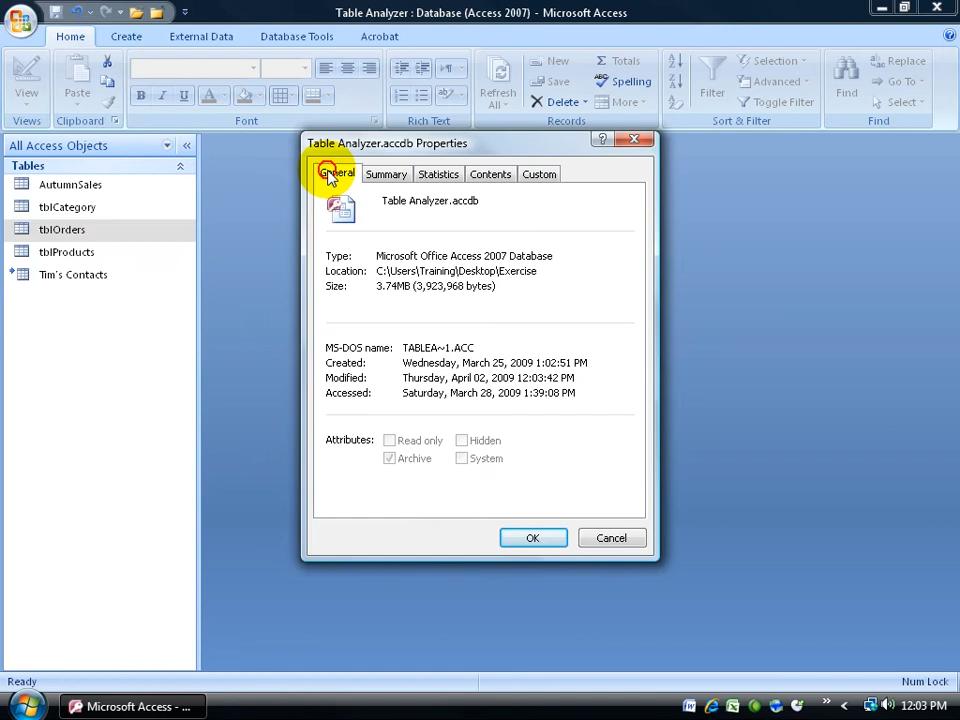 Table Analyzer : Database (Access 2007) - Microsoft Access
Home Create External Data Database Tools Acrobat
View
Views
Paste
Clipboard
B I U A
Font
Rich Text
Refresh All
New
Save
Delete
Totals
Spelling
More
Records
Filter
Selection
Advanced
Toggle Filter
Sort & Filter
Find
Replace
Go To
Select
Find
All Access Objects
Tables
AutumnSales
tblCategory
tblOrders
tblProducts
Tim's Contacts
Table Analyzer.accdb Properties
General Summary Statistics Contents Custom
Table Analyzer.accdb
Type: Microsoft Office Access 2007 Database
Location: C:\Users\Training\Desktop\Exercise
Size: 3.74MB (3,923,968 bytes)
MS-DOS name: TABLEA~1.ACC
Created: Wednesday, March 25, 2009 1:02:51 PM
Modified: Thursday, April 02, 2009 12:03:42 PM
Accessed: Saturday, March 28, 2009 1:39:08 PM
Attributes: Read only Hidden
Archive System
OK Cancel
Ready Num Lock
Microsoft Access - ... 12:03 PM